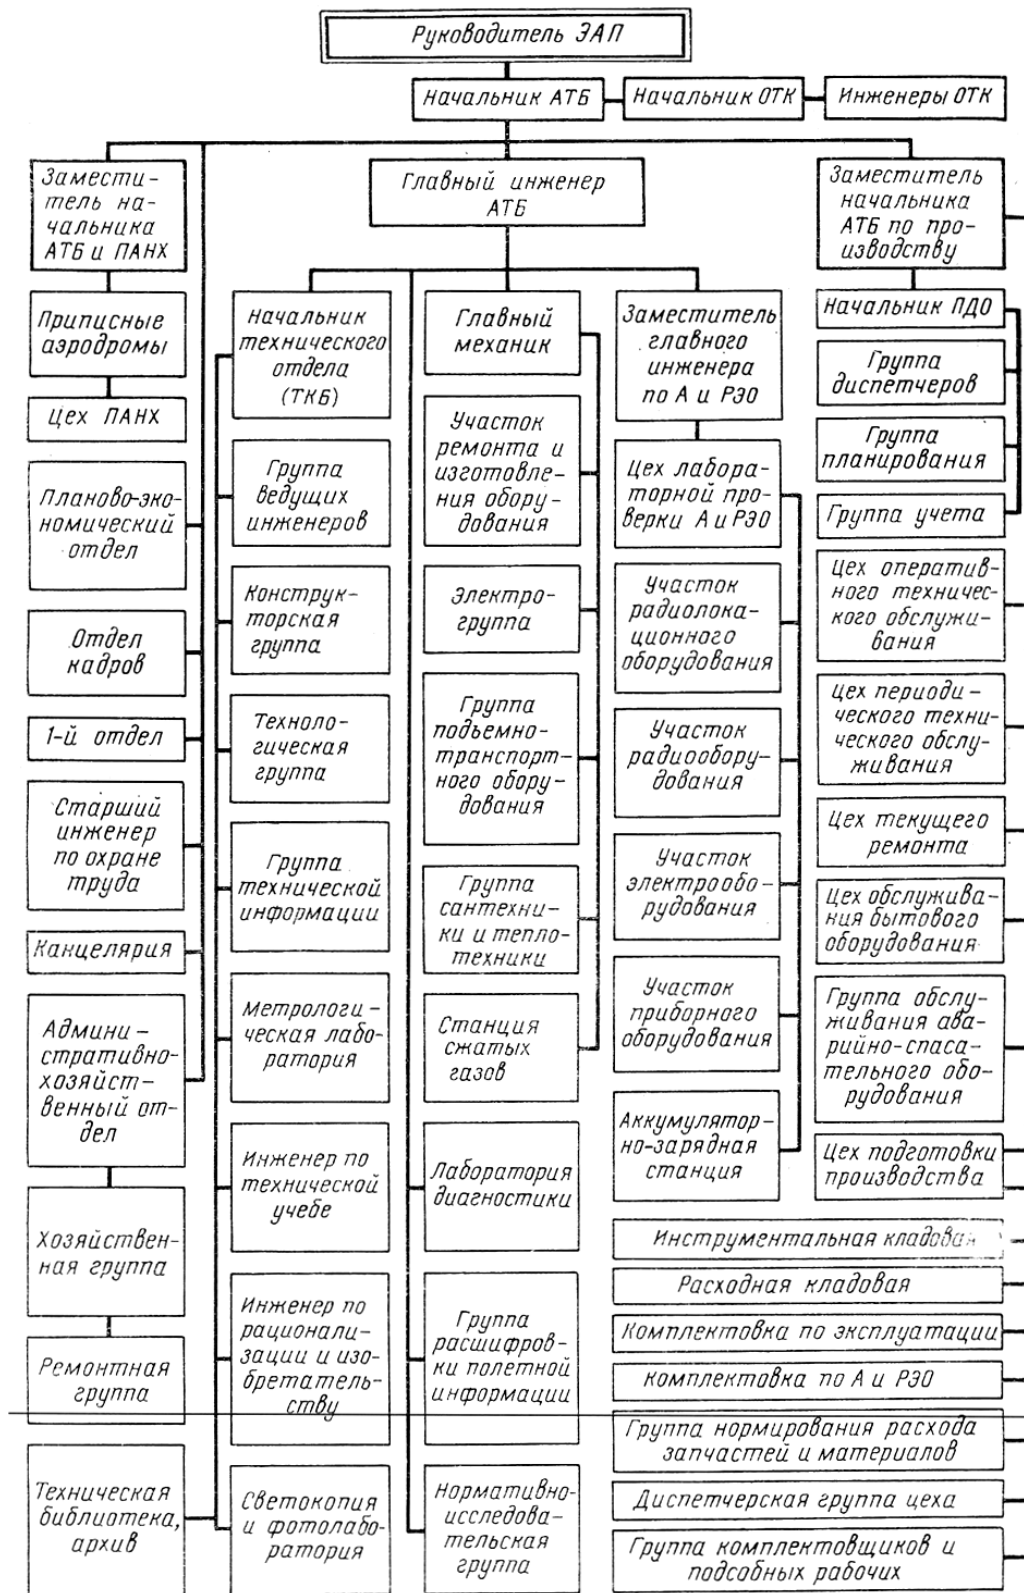 Руководитель ЭАП
Начальник АТБ
Начальник ОТК
Инженеры ОТК
Замести-
тель на-
чальника
АТБ и ПАНХ
Главный инженер
АТБ
Заместитель
начальника
АТБ по про-
изводству
Приписные
аэродромы
Цех ПАНХ
Планово-эко-
номический
отдел
Отдел
кадров
1-й отдел
Старший
инженер
по охране
труда
Канцелярия
Админи-
стративно-
хозяйст-
венный от-
дел
Хозяйствен-
ная группа
Ремонтная
группа
Техническая
библиотека,
архив
Начальник
технического
отдела
(ТКБ)
Группа
ведущих
инженеров
Конструк-
торская
группа
Техноло-
гическая
группа
Группа
технической
информации
Метрологи-
ческая лабо-
ратория
Инженер по
технической
учебе
Инженер по
рационали-
зации и изо-
бретатель-
ству
Светокопия
и фотолабо-
ратория
Главный
механик
Участок
ремонта и
изготовле-
ния обору-
дования
Электро-
группа
Группа
подъемно-
транспорт-
ного обору-
дования
Группа
сантехни-
ки и тепло-
техники
Станция
сжатых
газов
Лаборатория
диагностики
Группа
расшифров-
ки полетной
информации
Нормативно-
исследова-
тельская
группа
Заместитель
главного
инженера
по А и РЭО
Цех лабора-
торной про-
верки А и РЭО
Участок
радиолока-
ционного
оборудования
Участок
радиообору-
дования
Участок
электрообо-
рудования
Участок
приборного
оборудования
Аккумулятор-
но-зарядная
станция
Начальник ПДО
Группа
диспетчеров
Группа
планирования
Группа учета
Цех оператив-
ного техничес-
кого обслужи-
вания
Цех периоди-
ческого техни-
ческого обслу-
живания
Цех текущего
ремонта
Цех обслужива-
ния бытового
оборудования
Группа обслу-
живания ава-
рийно-спаса-
тельного обо-
рудования
Цех подготовки
производства
Инструментальная кладовая
Расходная кладовая
Комплектовка по эксплуатации
Комплектовка по А и РЭО
Группа нормирования расхода
запчастей и материалов
Диспетчерская группа цеха
Группа комплектовщиков и
подсобных рабочих